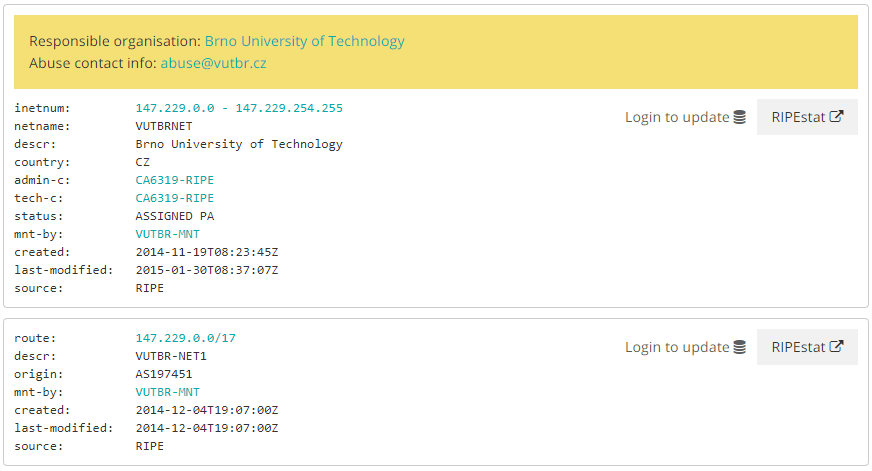 Responsible organisation: Brno University of Technology
Abuse contact info: abuse@vutbr.cz
inetnum: 147.229.0.0 - 147.229.254.255
Login to update RIPEstat
netname: VUTBRNET
descr: Brno University of Technology
country: CZ
admin-c: CA6319-RIPE
tech-c: CA6319-RIPE
status: ASSIGNED PA
mnt-by: VUTBR-MNT
created: 2014-11-19T08:23:45Z
last-modified: 2015-01-30T08:37:07Z
source: RIPE
route: 147.229.0.0/17
Login to update RIPEstat
descr: VUTBR-NET1
origin: AS197451
mnt-by: VUTBR-MNT
created: 2014-12-04T19:07:00Z
last-modified: 2014-12-04T19:07:00Z
source: RIPE